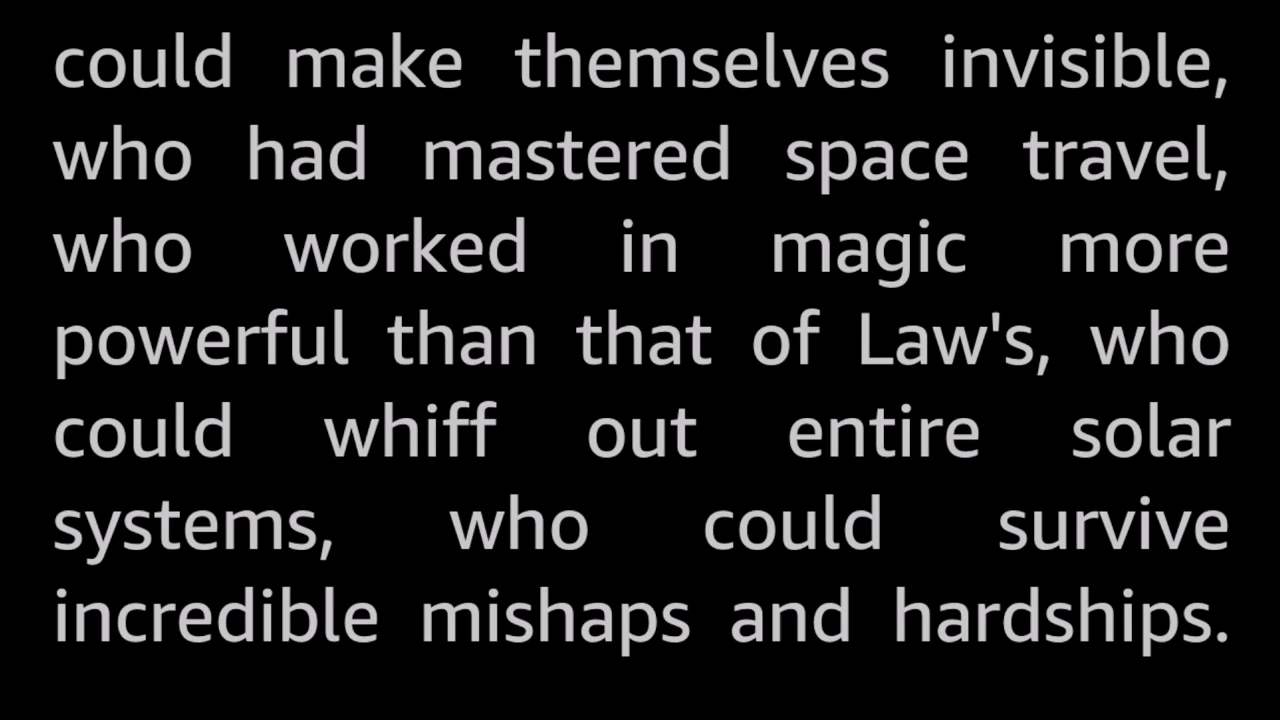 could make themselves invisible,
who had mastered space travel,
who worked in magic more
powerful than that of Law's, who
could whiff out entire solar
systems, who could survive
incredible mishaps and hardships.